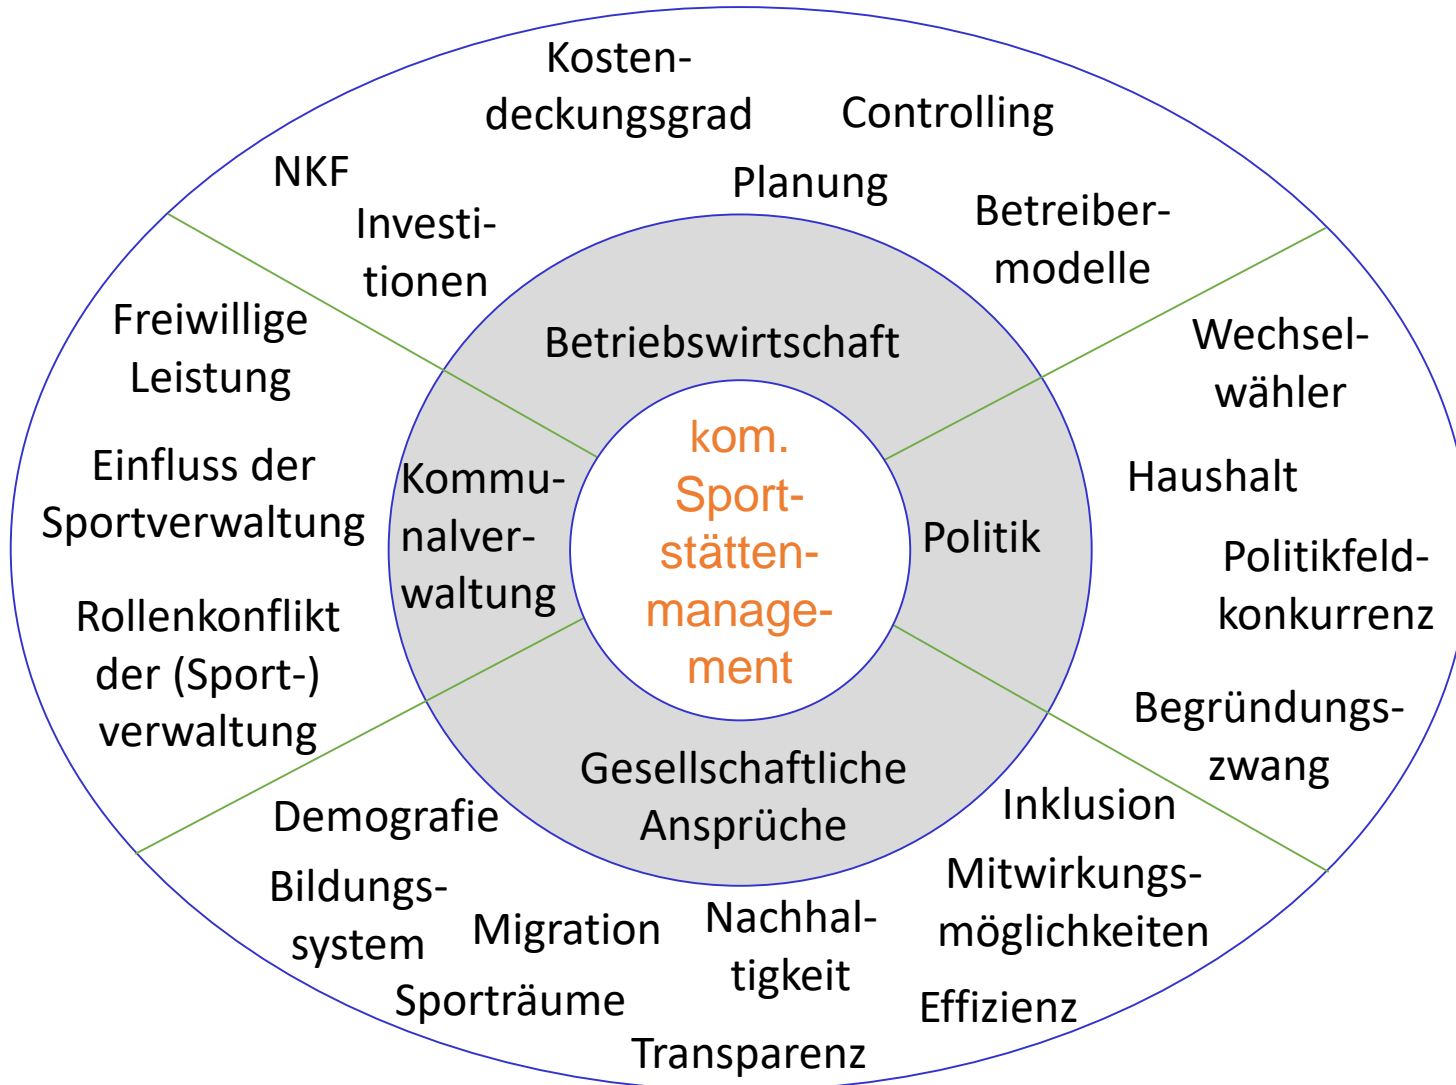 Kosten-
deckungsgrad
Controlling
NKF
Planung
Investi-
tionen
Betreiber-
modelle
Betriebswirtschaft
Freiwillige
Leistung
Einfluss der
Sportverwaltung
Rollenkonflikt
der (Sport-)
verwaltung
Kommu-
nalver-
waltung
kom.
Sport-
stätten-
manage-
ment
Politik
Wechsel-
wähler
Haushalt
Politikfeld-
konkurrenz
Begründungs-
zwang
Gesellschaftliche
Ansprüche
Demografie
Bildungs-
system
Migration
Sporträume
Nachhal-
tigkeit
Transparenz
Inklusion
Mitwirkungs-
möglichkeiten
Effizienz